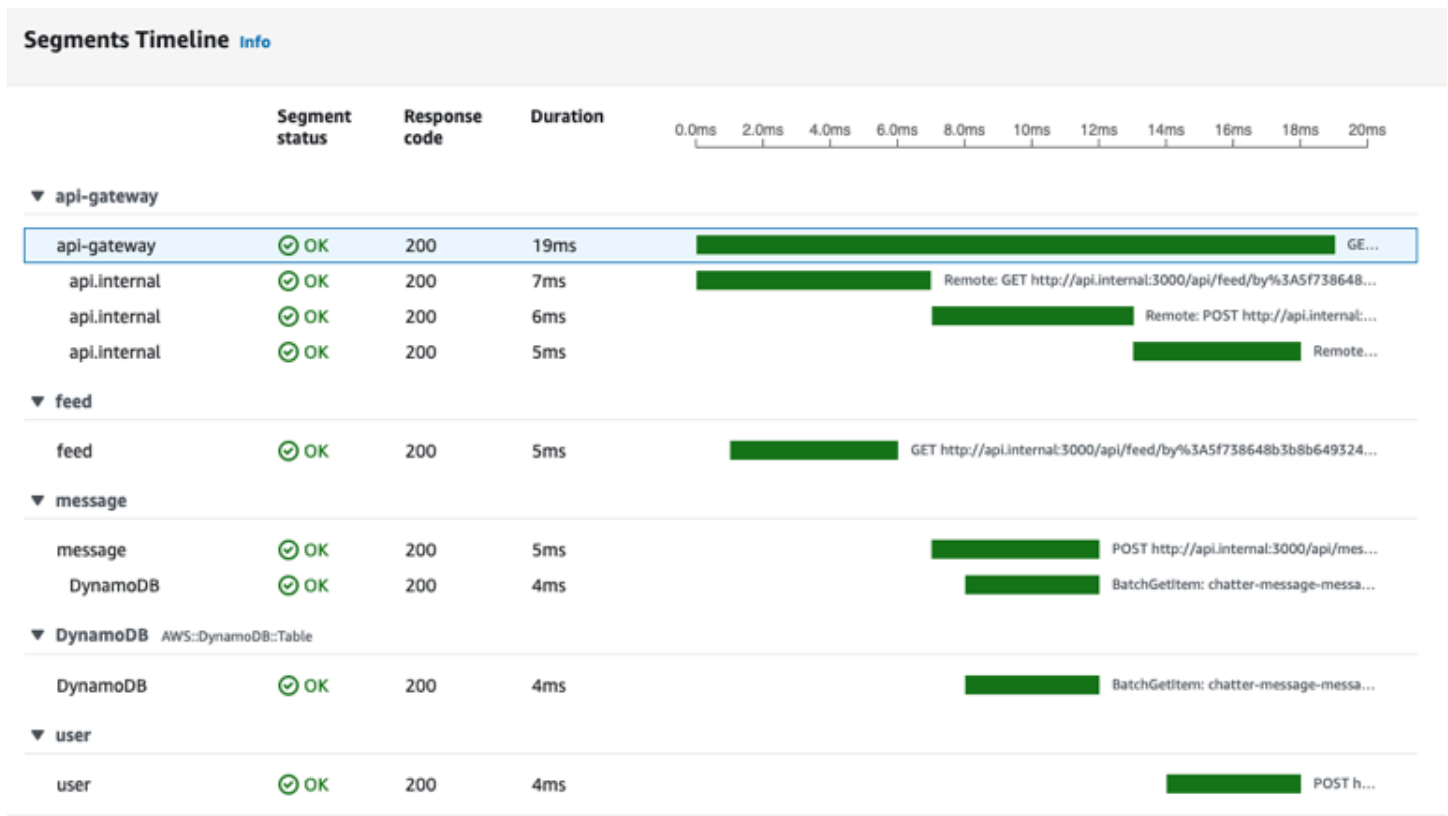 Segments Timeline Info
Segment status Response code Duration
0.0ms 2.0ms 4.0ms 6.0ms 8.0ms 10ms 12ms 14ms 16ms 18ms 20ms
▼ api-gateway
api-gateway OK 200 19ms GE...
api.internal OK 200 7ms Remote: GET http://api.internal:3000/api/feed/by%3A5f738648...
api.internal OK 200 6ms Remote: POST http://api.internal:...
api.internal OK 200 5ms Remote...
▼ feed
feed OK 200 5ms GET http://api.internal:3000/api/feed/by%3A5f738648b3b8b649324...
▼ message
message OK 200 5ms POST http://api.internal:3000/api/mes...
DynamoDB OK 200 4ms BatchGetItem: chatter-message-messa...
▼ DynamoDB AWS::DynamoDB::Table
DynamoDB OK 200 4ms BatchGetItem: chatter-message-messa...
▼ user
user OK 200 4ms POST h...